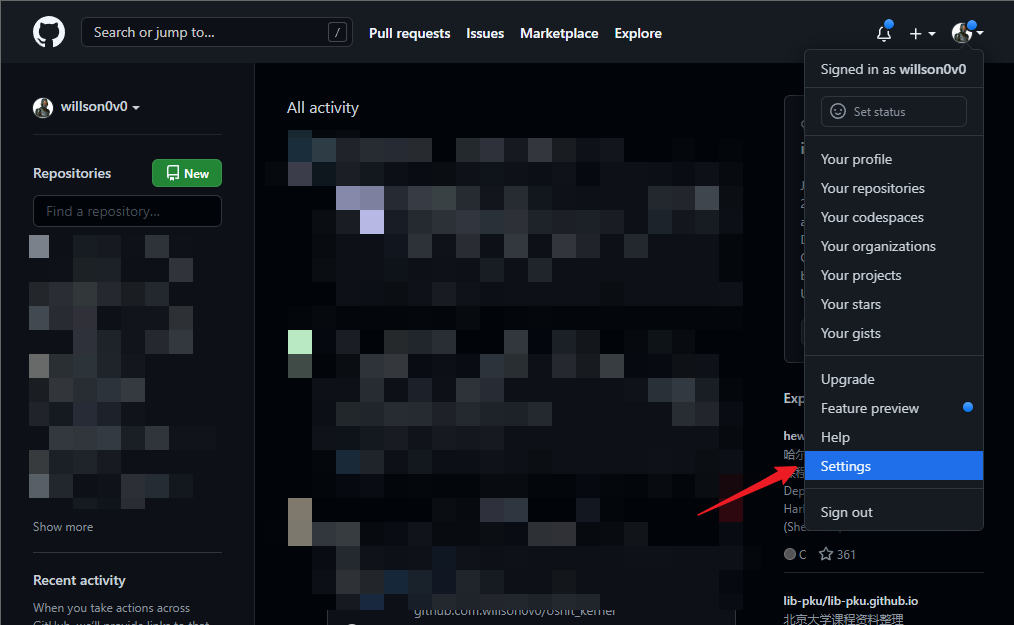 Search or jump to...
/
Pull requests
Issues
Marketplace
Explore
willson0v0
Repositories
New
Find a repository...
Show more
Recent activity
When you take actions across
GitHub, we'll provide links to that
All activity
github.com.willson0v0/oshit_kernel
Signed in as willson0v0
Set status
Your profile
Your repositories
Your codespaces
Your organizations
Your projects
Your stars
Your gists
Upgrade
Feature preview
Help
Settings
Sign out
Exp
hew
哈尔
课程
Dep
Harl
(She
C
361
lib-pku/lib-pku.github.io
北京大学课程资料整理